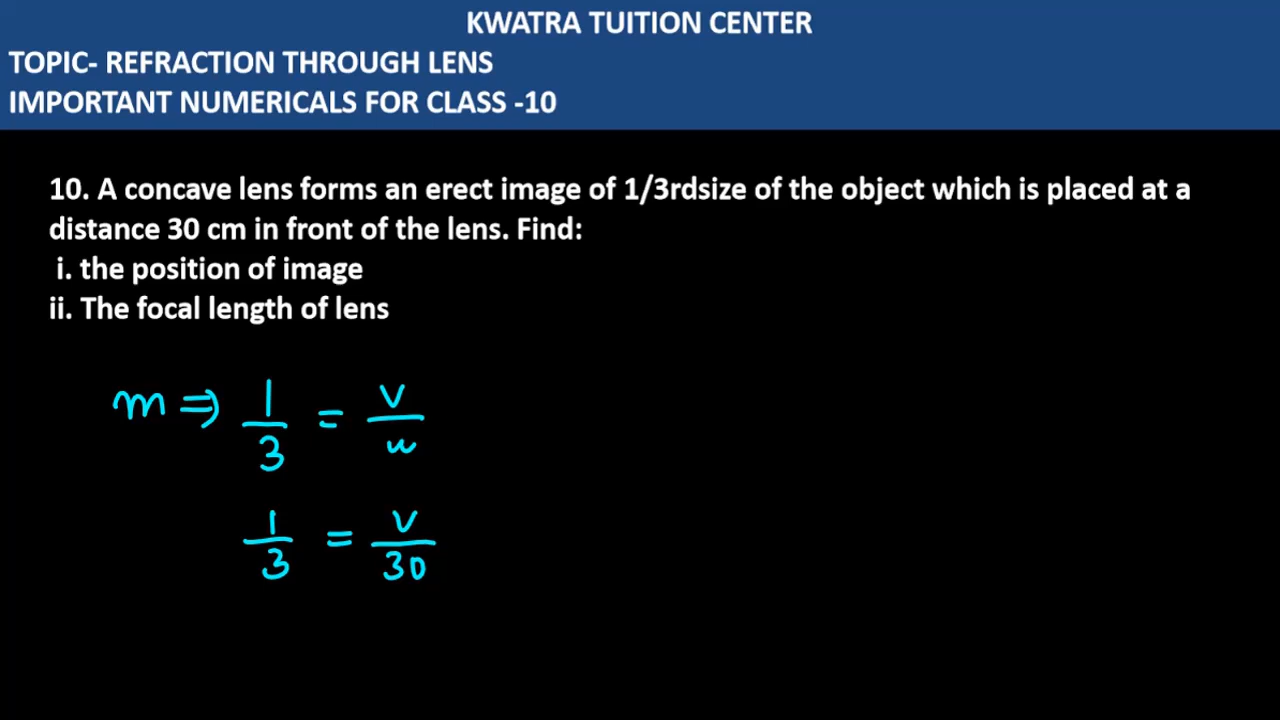 KWATRA TUITION CENTER
TOPIC- REFRACTION THROUGH LENS
IMPORTANT NUMERICALS FOR CLASS -10
10. A concave lens forms an erect image of 1/3rdsize of the object which is placed at a
distance 30 cm in front of the lens. Find:
i. the position of image
ii. The focal length of lens
m ⇒ 1/3 = v/u
1/3 = v/30